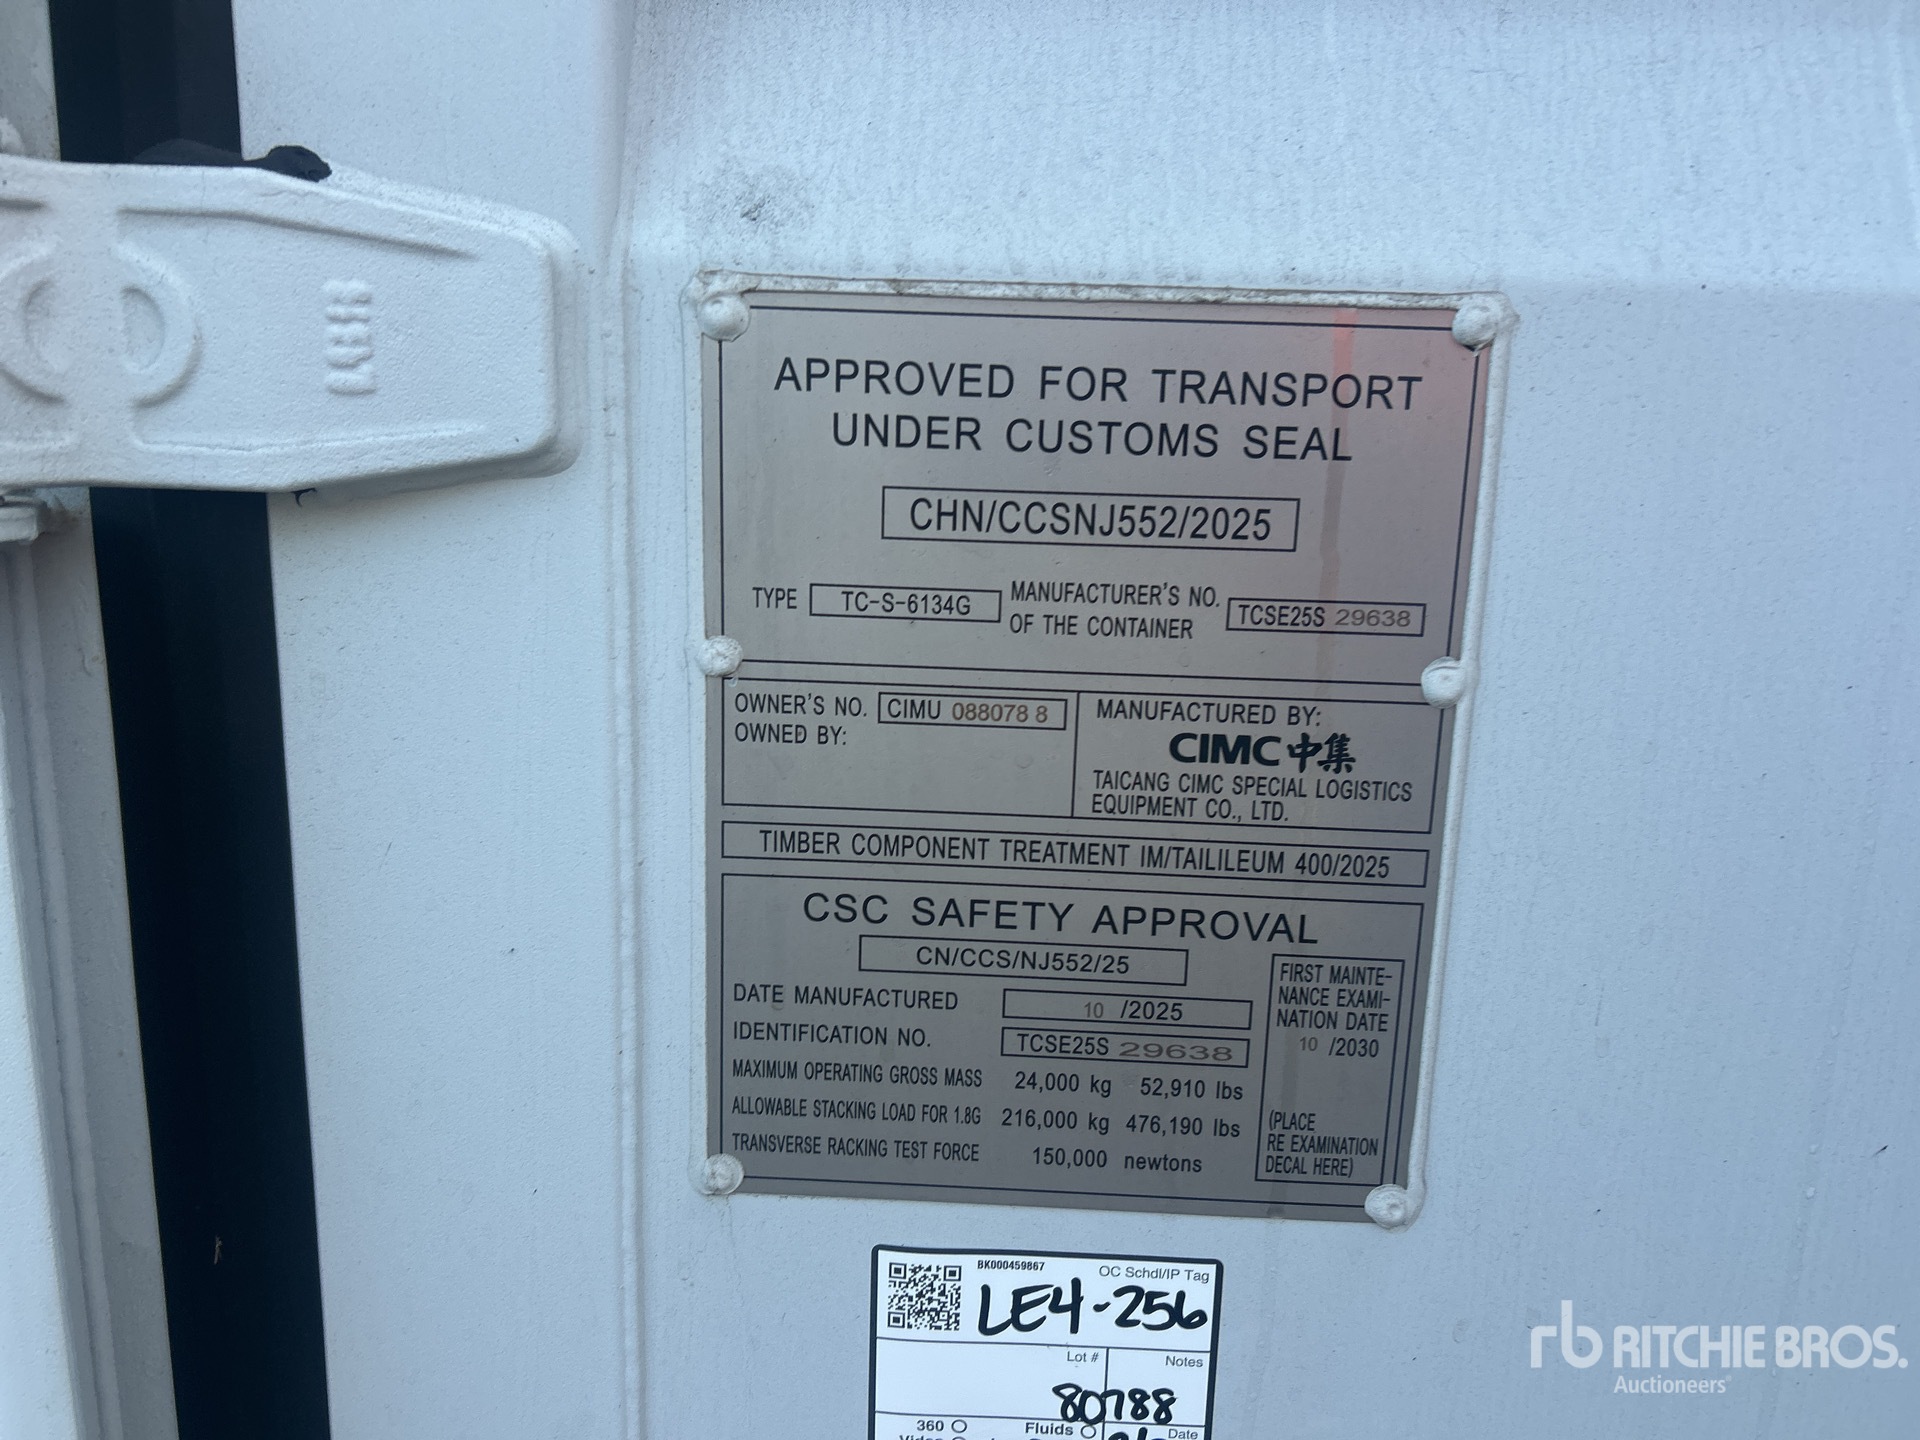 APPROVED FOR TRANSPORT
UNDER CUSTOMS SEAL
CHN/CCSNJ552/2025
TYPE TC-S-6134G MANUFACTURER'S NO. OF THE CONTAINER TCSE25S 29638
OWNER'S NO. CIMU 088078 8
OWNED BY:
MANUFACTURED BY:
CIMC 中集
TAICANG CIMC SPECIAL LOGISTICS
EQUIPMENT CO., LTD.
TIMBER COMPONENT TREATMENT IM/TAILILEUM 400/2025
CSC SAFETY APPROVAL
CN/CCS/NJ552/25
DATE MANUFACTURED 10 /2025
IDENTIFICATION NO. TCSE25S 29638
MAXIMUM OPERATING GROSS MASS 24,000 kg 52,910 lbs
ALLOWABLE STACKING LOAD FOR 1.8G 216,000 kg 476,190 lbs
TRANSVERSE RACKING TEST FORCE 150,000 newtons
FIRST MAINTE-
NANCE EXAMI-
NATION DATE
10 /2030
(PLACE
RE EXAMINATION
DECAL HERE)
BK000459867 OC Schdl/IP Tag
LE4-256
Lot # Notes
80788
360 Fluids
Date
rb RITCHIE BROS.
Auctioneers